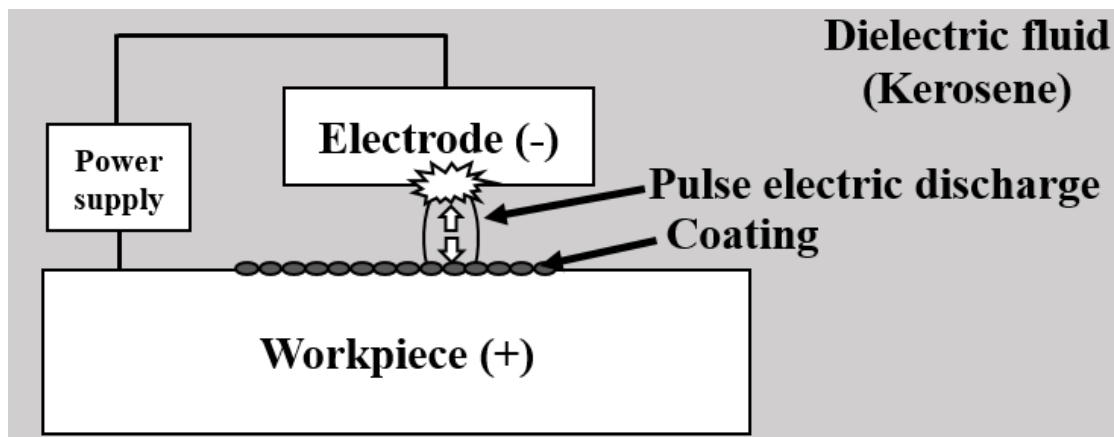 Dielectric fluid
(Kerosene)
Electrode (-)
Power
supply
Pulse electric discharge
Coating
Workpiece (+)